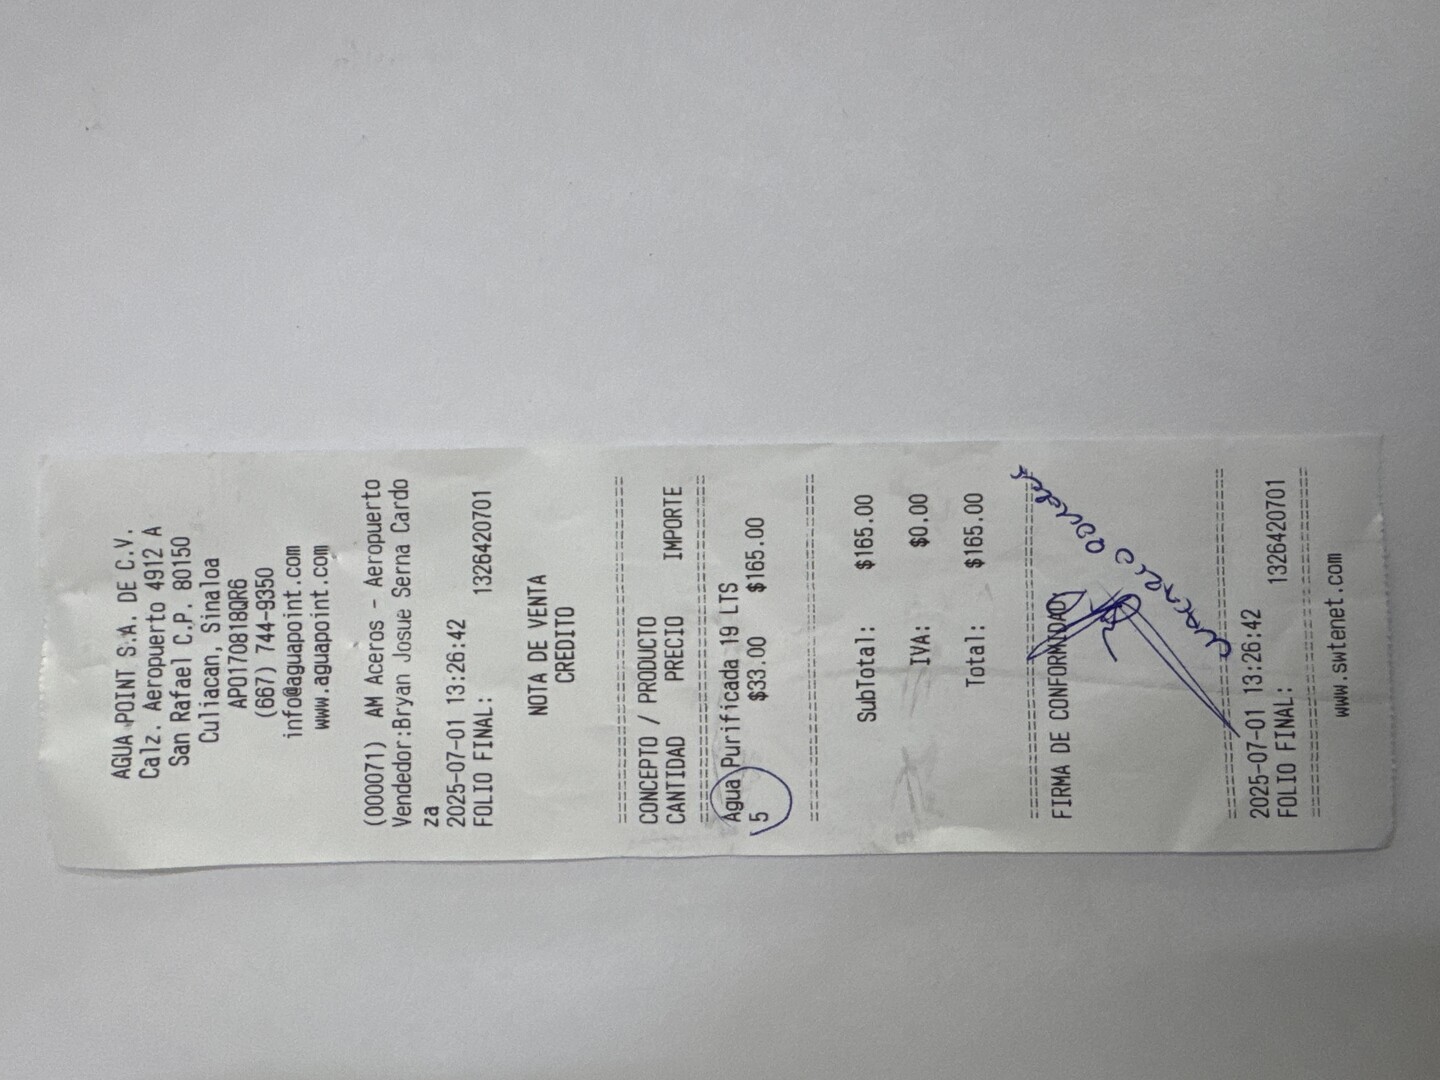 AGUA POINT S.A. DE C.V.
Calz. Aeropuerto 4912 A
San Rafael C.P. 80150
Culiacan, Sinaloa
APO170818QR6
(667) 744-9350
info@aguapoint.com
www.aguapoint.com
(000071) AM Aceros - Aeropuerto
Vendedor:Bryan Josue Serna Cardo
za
2025-07-01 13:26:42
FOLIO FINAL: 1326420701
NOTA DE VENTA
CREDITO
CONCEPTO / PRODUCTO
CANTIDAD PRECIO IMPORTE
Agua Purificada 19 LTS
5 $33.00 $165.00
SubTotal: $165.00
IVA: $0.00
Total: $165.00
FIRMA DE CONFORMIDAD
2025-07-01 13:26:42
FOLIO FINAL: 1326420701
www.swtenet.com